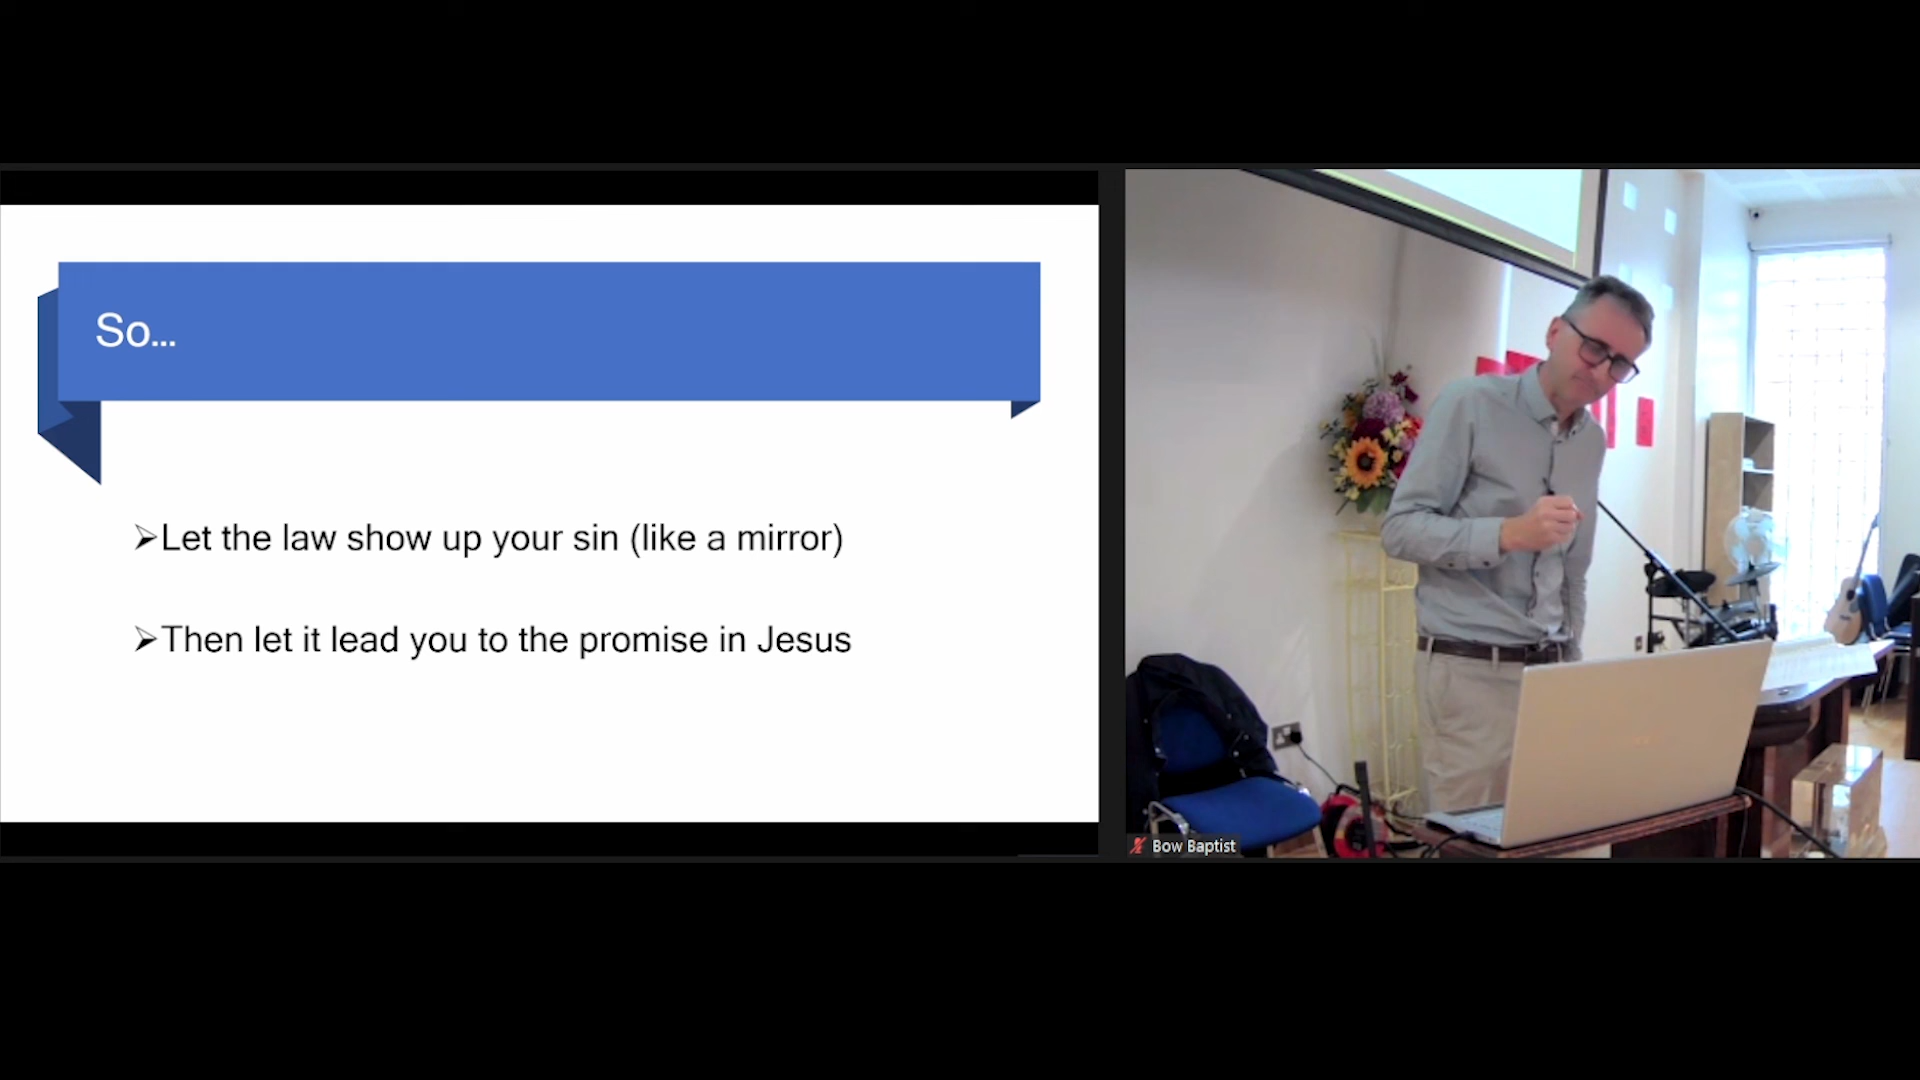 So...
➢Let the law show up your sin (like a mirror)
➢Then let it lead you to the promise in Jesus
Bow Baptist